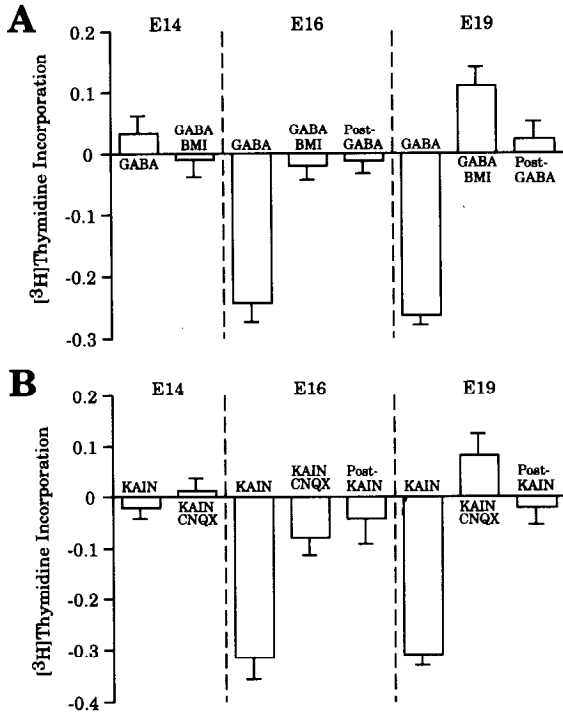 A
E14
E16
E19
[³H]Thymidine Incorporation
0.2
0.1
0
-0.1
-0.2
-0.3
GABA
GABA
BMI
GABA
GABA
BMI
Post-
GABA
GABA
GABA
BMI
Post-
GABA
B
E14
E16
E19
[³H]Thymidine Incorporation
0.2
0.1
0
-0.1
-0.2
-0.3
-0.4
KAIN
KAIN
CNQX
KAIN
KAIN
CNQX
Post-
KAIN
KAIN
KAIN
CNQX
Post-
KAIN